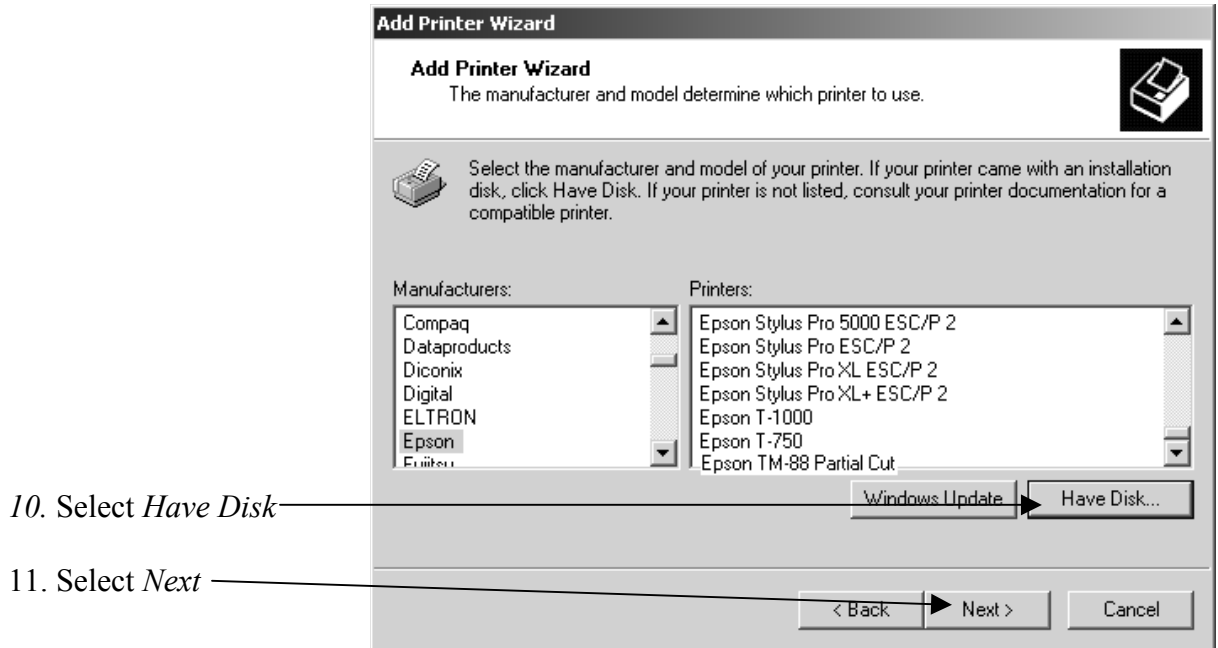 Add Printer Wizard
Add Printer Wizard
The manufacturer and model determine which printer to use.
Select the manufacturer and model of your printer. If your printer came with an installation
disk, click Have Disk. If your printer is not listed, consult your printer documentation for a
compatible printer.
Manufacturers:
Compaq
Dataproducts
Diconix
Digital
ELTRON
Epson
Fujitsu
Printers:
Epson Stylus Pro 5000 ESC/P 2
Epson Stylus Pro ESC/P 2
Epson Stylus Pro XL ESC/P 2
Epson Stylus Pro XL+ ESC/P 2
Epson T-1000
Epson T-750
Epson TM-88 Partial Cut
10. Select Have Disk
Windows Update
Have Disk...
11. Select Next
< Back
Next >
Cancel